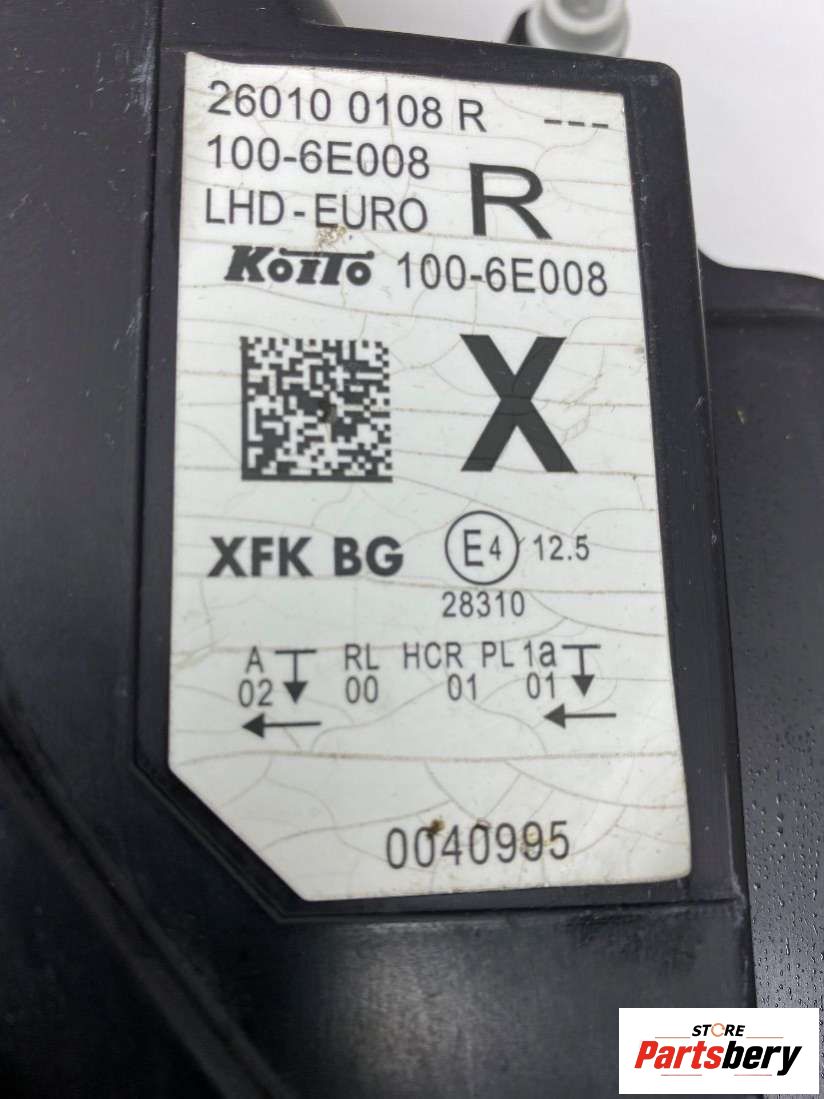 26010 0108 R ---
100-6E008
R
LHD-EURO
KOITO 100-6E008
X
XFK BG E4 12.5
28310
A RL HCR PL 1a
02 00 01 01
0040995
STORE
Partsbery